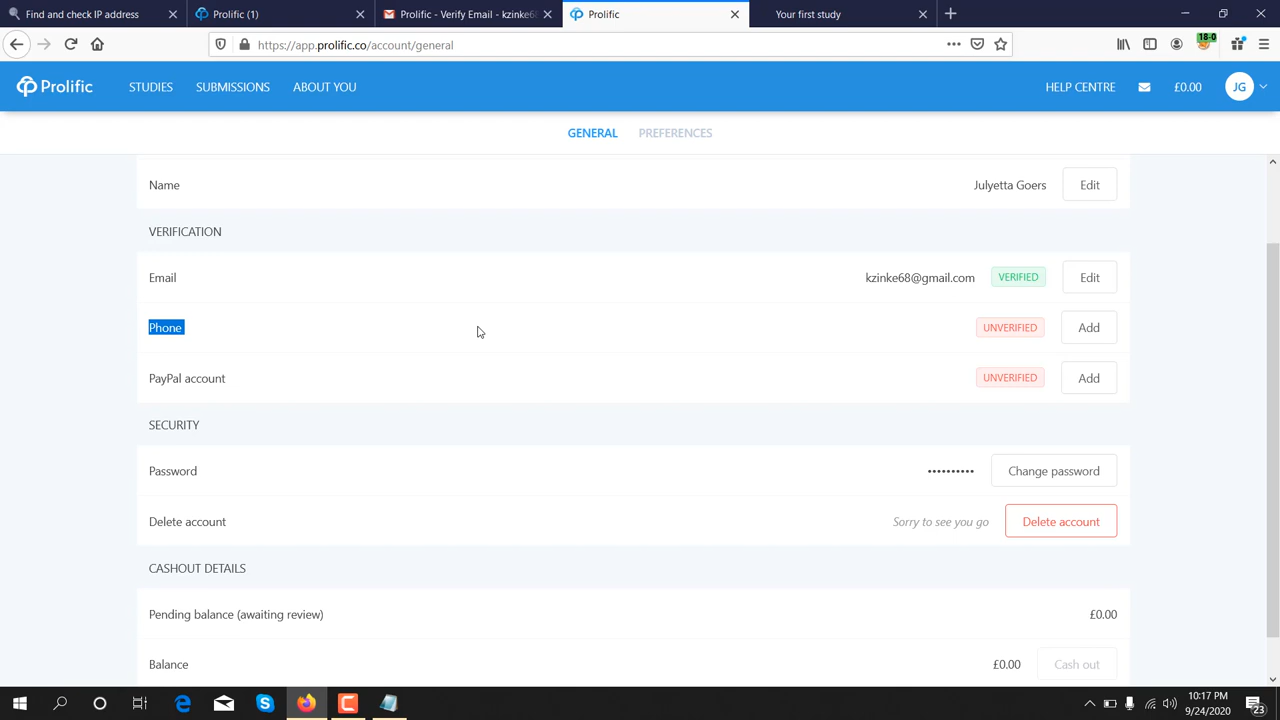 Find and check IP address
Prolific (1)
Prolific - Verify Email - kzinke68
Prolific
Your first study
https://app.prolific.co/account/general
18-0
Prolific
STUDIES
SUBMISSIONS
ABOUT YOU
HELP CENTRE
£0.00
JG
GENERAL
PREFERENCES
Name
Julyetta Goers
Edit
VERIFICATION
Email
kzinke68@gmail.com
VERIFIED
Edit
Phone
UNVERIFIED
Add
PayPal account
UNVERIFIED
Add
SECURITY
Password
••••••••••
Change password
Delete account
Sorry to see you go
Delete account
CASHOUT DETAILS
Pending balance (awaiting review)
£0.00
Balance
£0.00
Cash out
10:17 PM
9/24/2020
23